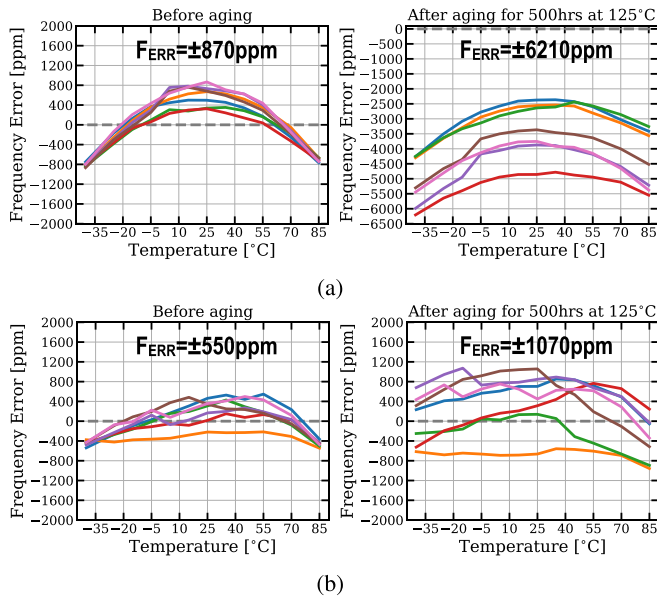 Before aging
After aging for 500hrs at 125°C
Frequency Error [ppm]
2000
1600
1200
800
400
0
−400
−800
−1200
−1600
−2000
F_ERR=±870ppm
−35 −20 −5 10 25 40 55 70 85
Temperature [°C]
Frequency Error [ppm]
0
−500
−1000
−1500
−2000
−2500
−3000
−3500
−4000
−4500
−5000
−5500
−6000
−6500
F_ERR=±6210ppm
−35 −20 −5 10 25 40 55 70 85
Temperature [°C]
(a)
Before aging
After aging for 500hrs at 125°C
Frequency Error [ppm]
2000
1600
1200
800
400
0
−400
−800
−1200
−1600
−2000
F_ERR=±550ppm
−35 −20 −5 10 25 40 55 70 85
Temperature [°C]
Frequency Error [ppm]
2000
1600
1200
800
400
0
−400
−800
−1200
−1600
−2000
F_ERR=±1070ppm
−35 −20 −5 10 25 40 55 70 85
Temperature [°C]
(b)